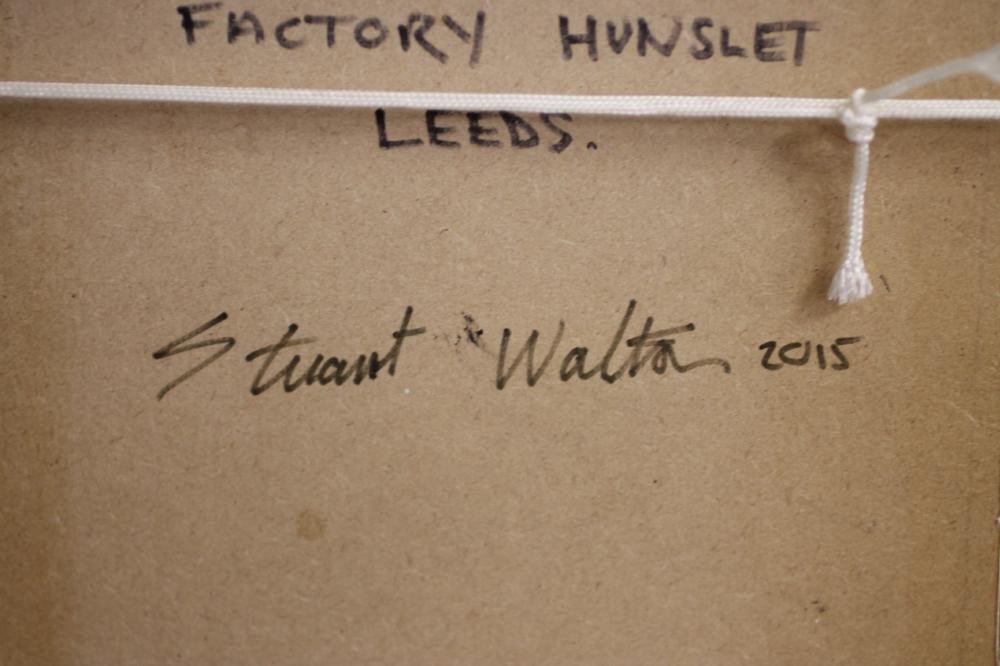 FACTORY HUNSLET
LEEDS.
Stuart Walton 2015